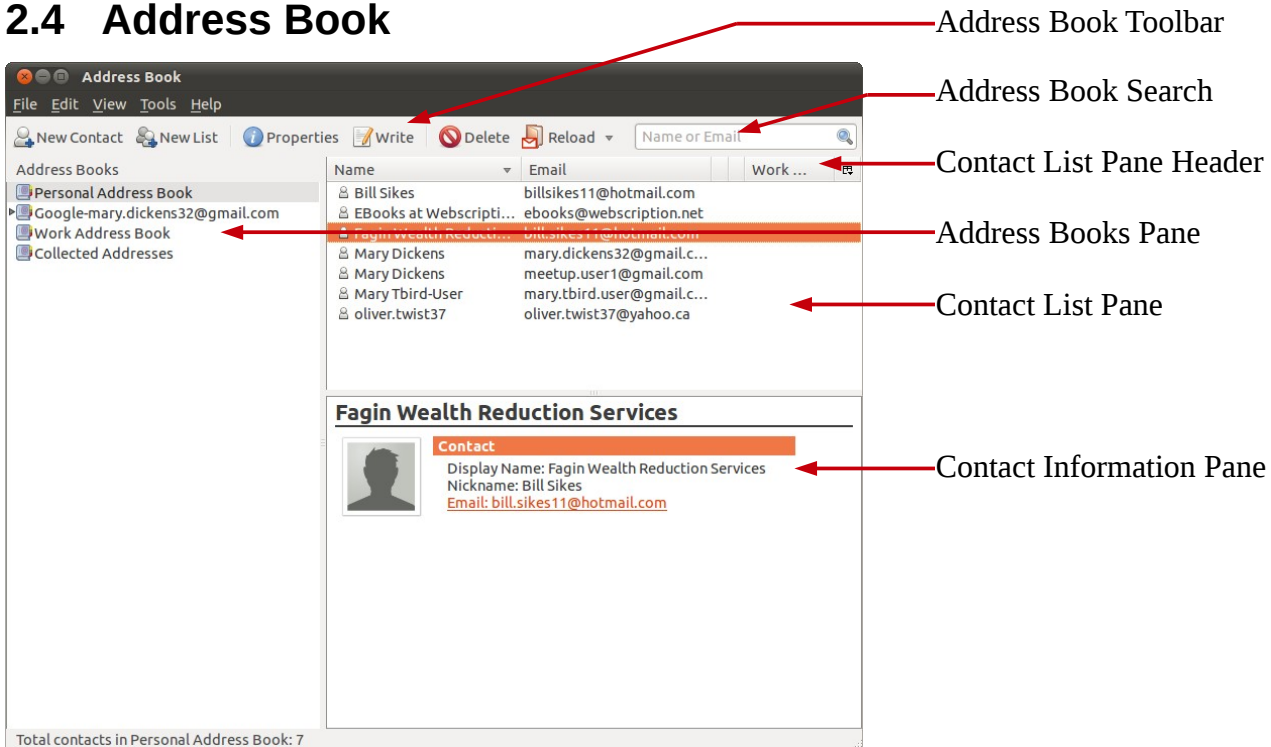 2.4 Address Book
Address Book Toolbar
Address Book
File Edit View Tools Help
Address Book Search
New Contact New List Properties Write Delete Reload Name or Email
Contact List Pane Header
Address Books
Name Email Work ...
Personal Address Book
Google-mary.dickens32@gmail.com
Work Address Book
Collected Addresses
Bill Sikes billsikes11@hotmail.com
EBooks at Webscripti... ebooks@webscription.net
Fagin Wealth Reducti... bill.sikes11@hotmail.com
Mary Dickens mary.dickens32@gmail.c...
Mary Dickens meetup.user1@gmail.com
Mary Tbird-User mary.tbird.user@gmail.c...
oliver.twist37 oliver.twist37@yahoo.ca
Address Books Pane
Contact List Pane
Fagin Wealth Reduction Services
Contact
Display Name: Fagin Wealth Reduction Services
Nickname: Bill Sikes
Email: bill.sikes11@hotmail.com
Contact Information Pane
Total contacts in Personal Address Book: 7